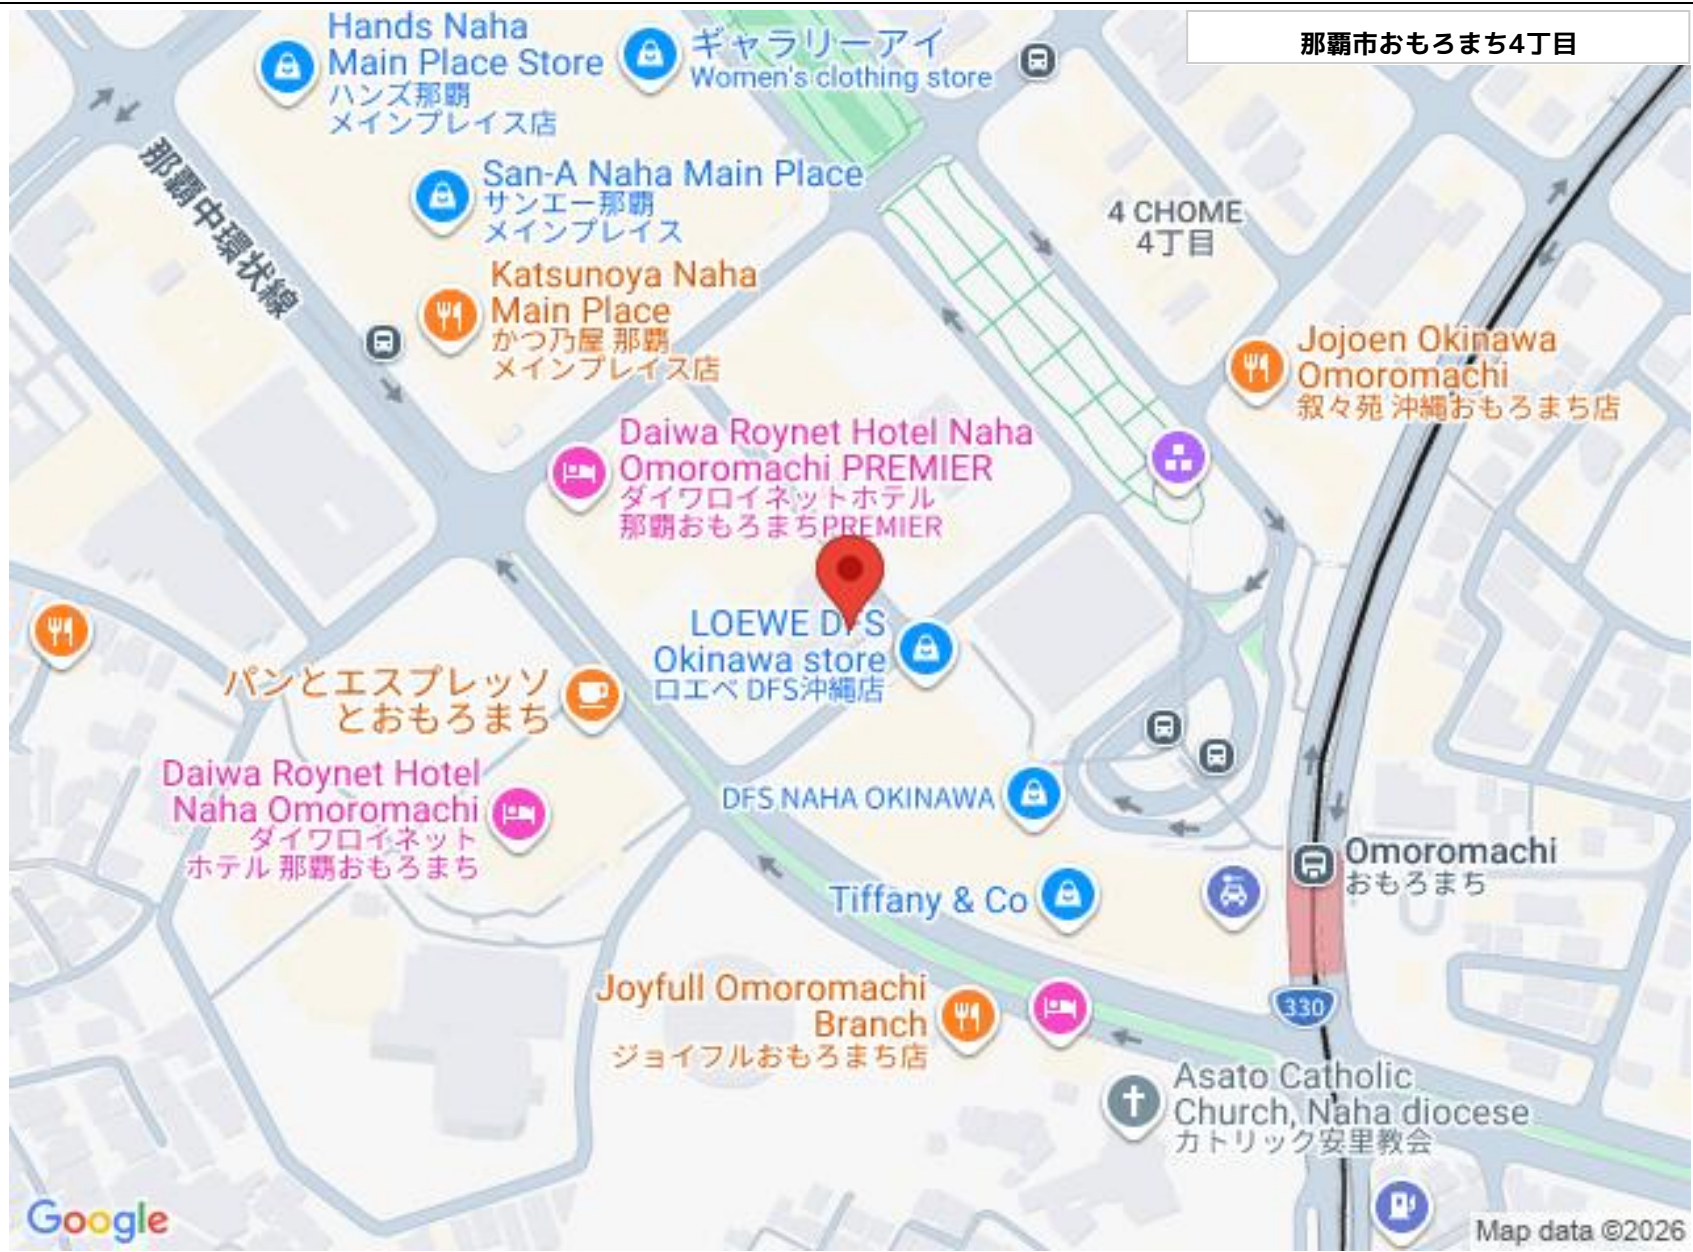 那覇市おもろまち4丁目
Hands Naha
Main Place Store
ハンズ那覇
メインプレイス店
ギャラリーアイ
Women's clothing store
那覇中環状線
San-A Naha Main Place
サンエー那覇
メインプレイス
4 CHOME
4丁目
Katsunoya Naha
Main Place
かつ乃屋 那覇
メインプレイス店
Jojoen Okinawa
Omoromachi
叙々苑 沖縄おもろまち店
Daiwa Roynet Hotel Naha
Omoromachi PREMIER
ダイワロイネットホテル
那覇おもろまちPREMIER
LOEWE DFS
Okinawa store
ロエベ DFS沖縄店
パンとエスプレッソ
とおもろまち
Daiwa Roynet Hotel
Naha Omoromachi
ダイワロイネット
ホテル 那覇おもろまち
DFS NAHA OKINAWA
Omoromachi
おもろまち
Tiffany & Co
Joyfull Omoromachi
Branch
ジョイフルおもろまち店
330
Asato Catholic
Church, Naha diocese
カトリック安里教会
Google
Map data ©2026